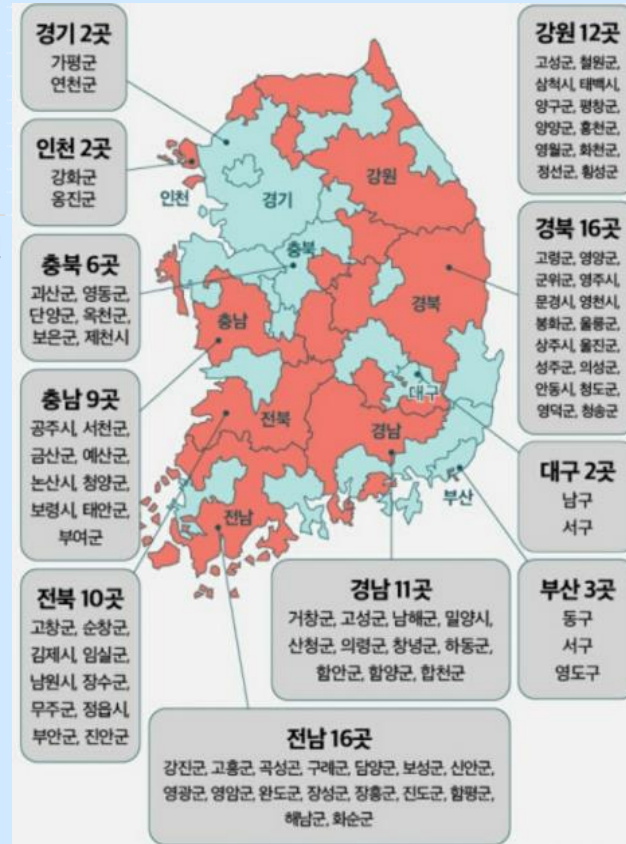 경기 2곳
가평군
연천군
인천 2곳
강화군
옹진군
충북 6곳
괴산군, 영동군,
단양군, 옥천군,
보은군, 제천시
충남 9곳
공주시, 서천군,
금산군, 예산군,
논산시, 청양군,
보령시, 태안군,
부여군
전북 10곳
고창군, 순창군,
김제시, 임실군,
남원시, 장수군,
무주군, 정읍시,
부안군, 진안군
강원 12곳
고성군, 철원군,
삼척시, 태백시,
양구군, 평창군,
양양군, 홍천군,
영월군, 화천군,
정선군, 횡성군
경북 16곳
고령군, 영양군,
군위군, 영주시,
문경시, 영천시,
봉화군, 울릉군,
상주시, 울진군,
성주군, 의성군,
안동시, 청도군,
영덕군, 청송군
대구 2곳
남구
서구
부산 3곳
동구
서구
영도구
경남 11곳
거창군, 고성군, 남해군, 밀양시,
산청군, 의령군, 창녕군, 하동군,
함안군, 함양군, 합천군
전남 16곳
강진군, 고흥군, 곡성곤, 구례군, 담양군, 보성군, 신안군,
영광군, 영암군, 완도군, 장성군, 장흥군, 진도군, 함평군,
해남군, 화순군
강원
인천
경기
충북
경북
충남
대구
전북
경남
부산
전남